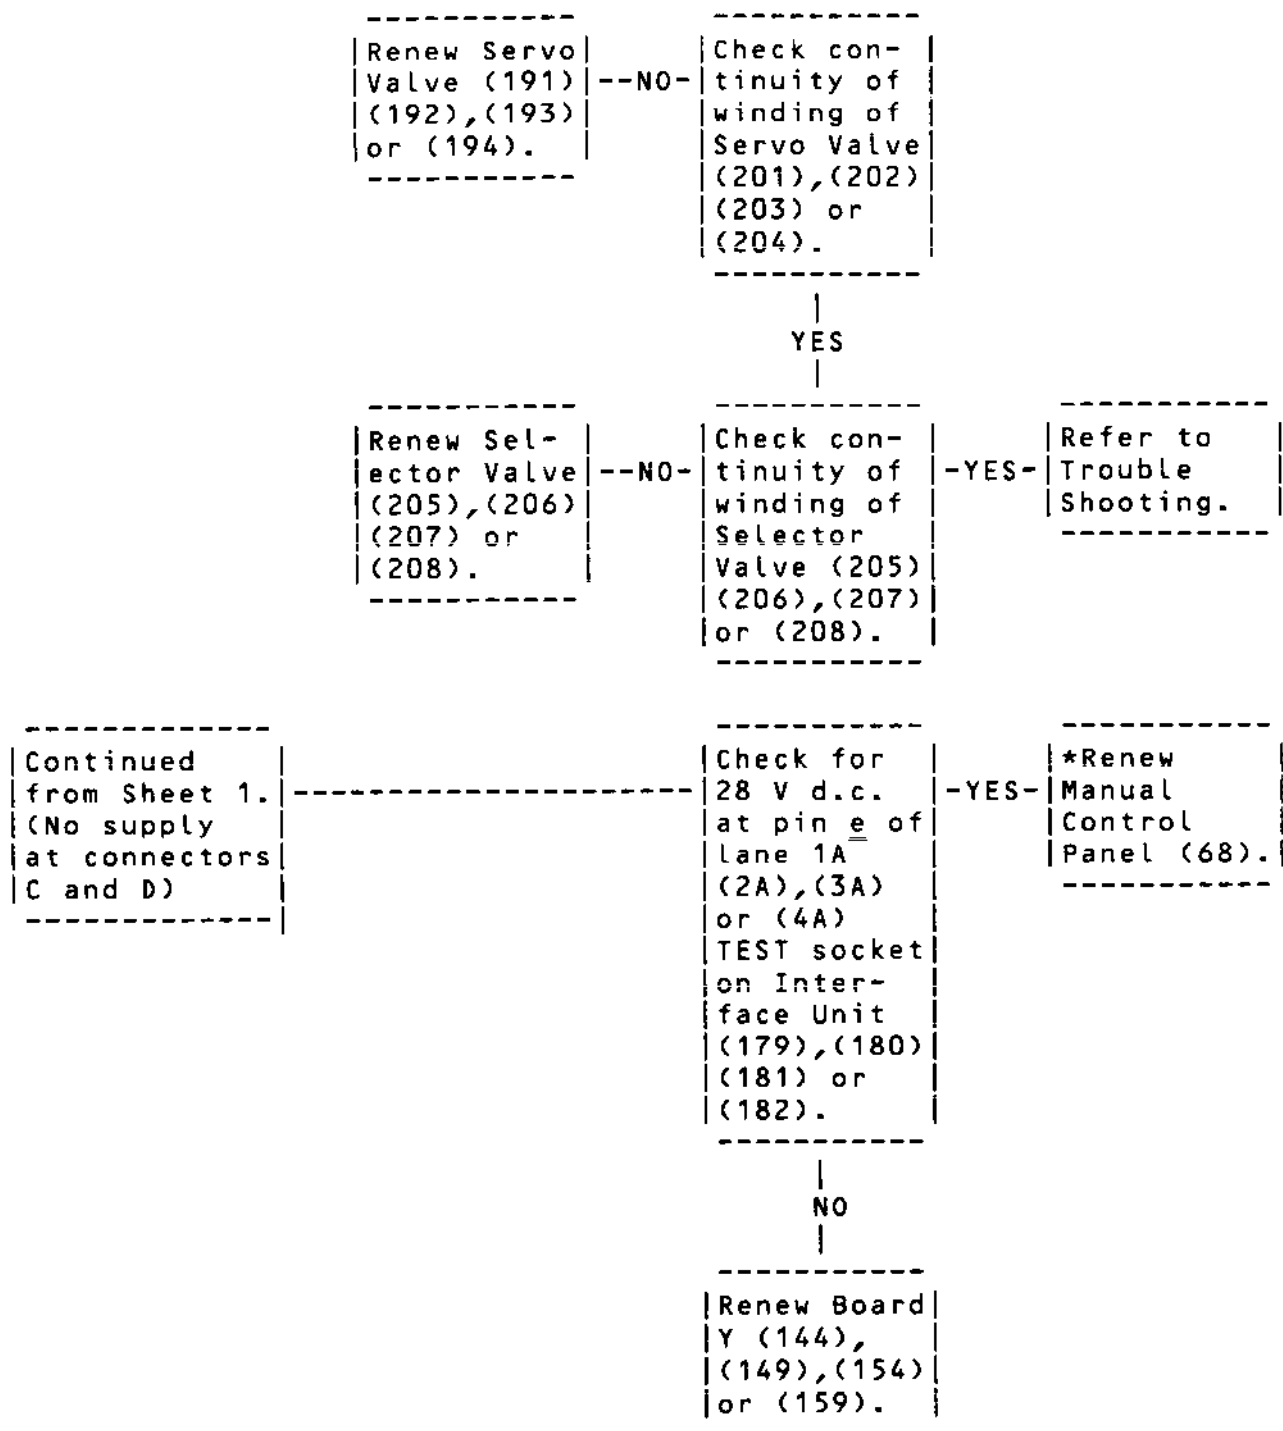 Renew Servo
Valve (191)
(192),(193)
or (194).
--NO-
Check con-
tinuity of
winding of
Servo Valve
(201),(202)
(203) or
(204).
YES
Renew Sel-
ector Valve
(205),(206)
(207) or
(208).
--NO-
Check con-
tinuity of
winding of
Selector
Valve (205)
(206),(207)
or (208).
-YES-
Refer to
Trouble
Shooting.
Continued
from Sheet 1.
(No supply
at connectors
C and D)
Check for
28 V d.c.
at pin e of
lane 1A
(2A),(3A)
or (4A)
TEST socket
on Inter-
face Unit
(179),(180)
(181) or
(182).
-YES-
*Renew
Manual
Control
Panel (68).
NO
Renew Board
Y (144),
(149),(154)
or (159).